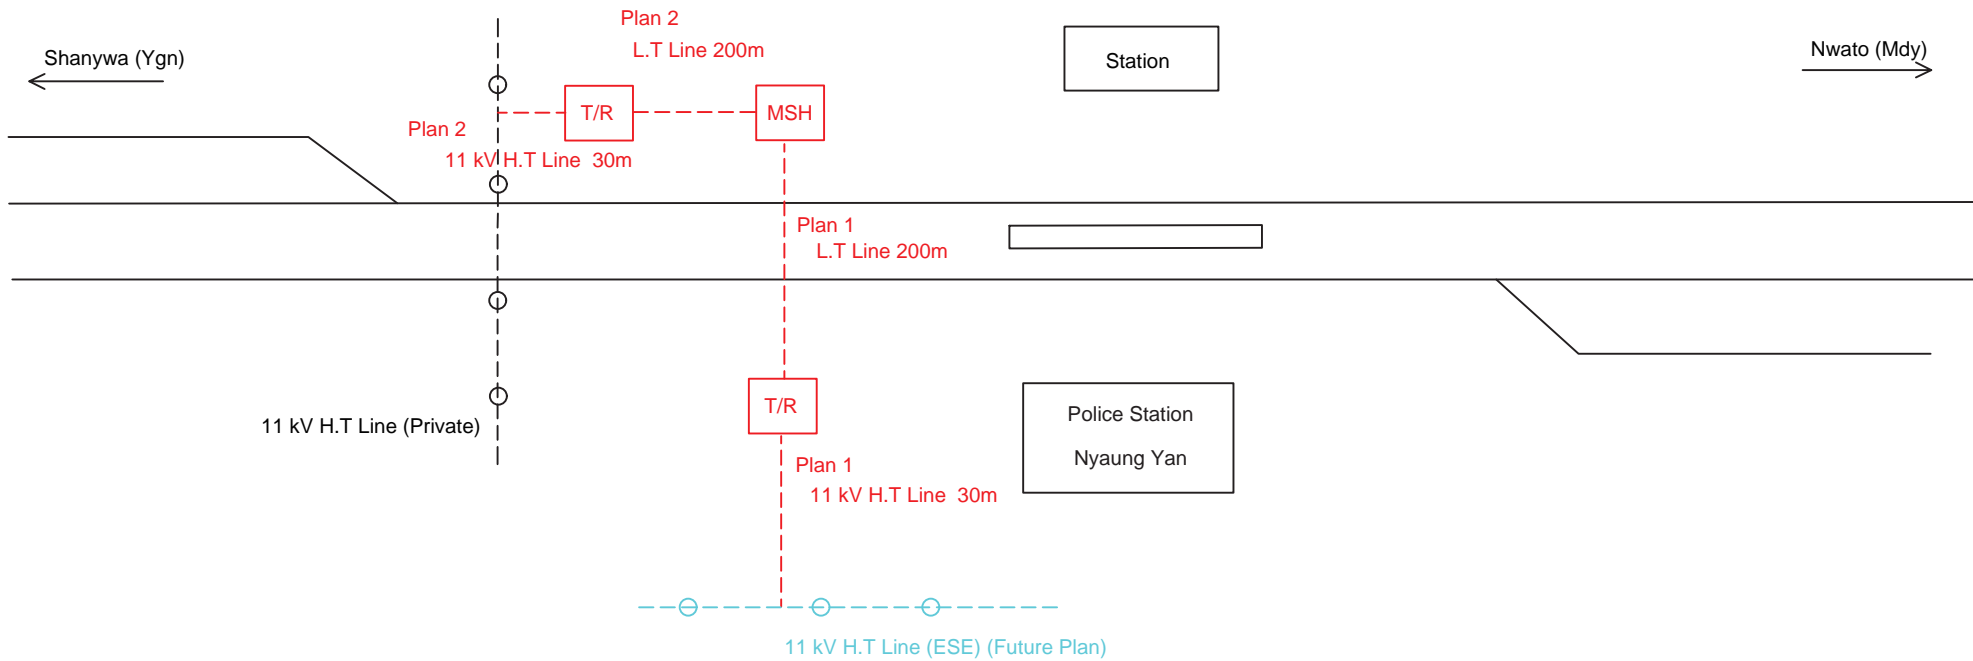 Plan 2
L.T Line 200m
Shanywa (Ygn)
Station
Nwato (Mdy)
T/R
MSH
Plan 2
11 kV H.T Line 30m
Plan 1
L.T Line 200m
T/R
11 kV H.T Line (Private)
Police Station
Nyaung Yan
Plan 1
11 kV H.T Line 30m
11 kV H.T Line (ESE) (Future Plan)